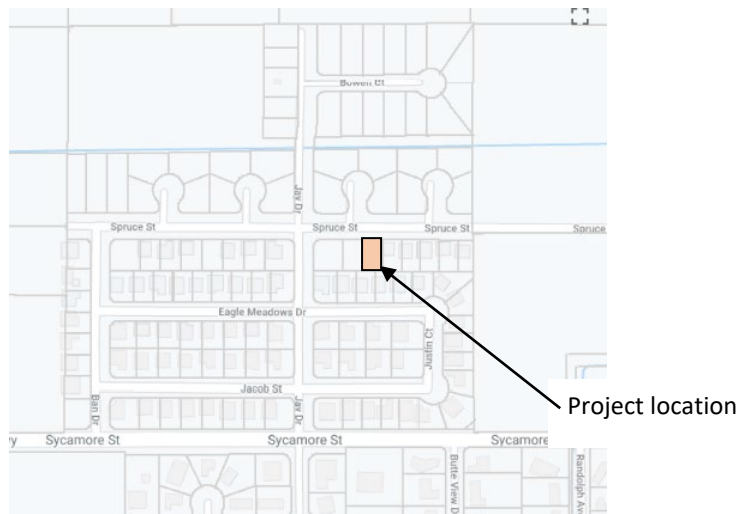 Bowen Ct
Jay Dr
Spruce St
Spruce St
Spruce St
Spruce
Eagle Meadows Dr
Justin Ct
Jacob St
Ban Dr
Jay Dr
Project location
y
Sycamore St
Sycamore St
Sycamore
Butte View D
Randolph Ave